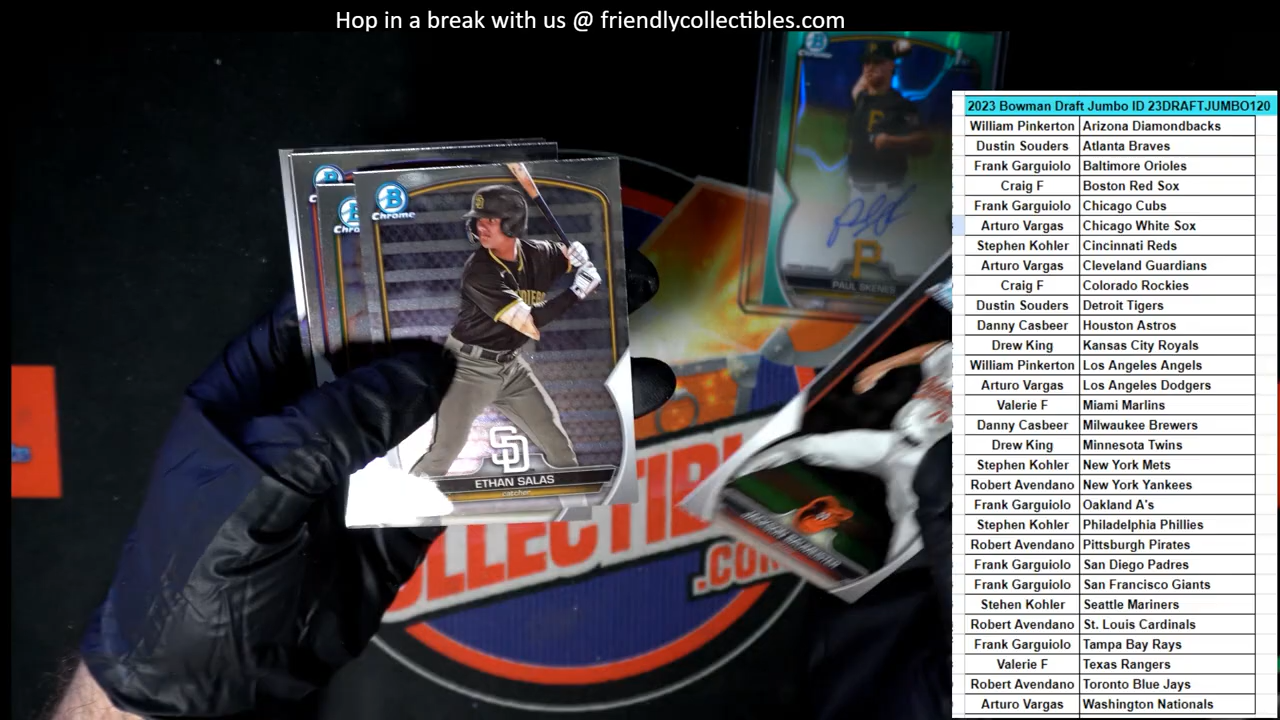 Hop in a break with us @ friendlycollectibles.com
Chrome
Chro
Chrome
SD
ETHAN SALAS
catcher
Chrome
P
P
PAUL SKENES
COLLECTIBL
.CO
2023 Bowman Draft Jumbo ID 23DRAFTJUMBO120
William Pinkerton Arizona Diamondbacks
Dustin Souders Atlanta Braves
Frank Garguiolo Baltimore Orioles
Craig F Boston Red Sox
Frank Garguiolo Chicago Cubs
Arturo Vargas Chicago White Sox
Stephen Kohler Cincinnati Reds
Arturo Vargas Cleveland Guardians
Craig F Colorado Rockies
Dustin Souders Detroit Tigers
Danny Casbeer Houston Astros
Drew King Kansas City Royals
William Pinkerton Los Angeles Angels
Arturo Vargas Los Angeles Dodgers
Valerie F Miami Marlins
Danny Casbeer Milwaukee Brewers
Drew King Minnesota Twins
Stephen Kohler New York Mets
Robert Avendano New York Yankees
Frank Garguiolo Oakland A's
Stephen Kohler Philadelphia Phillies
Robert Avendano Pittsburgh Pirates
Frank Garguiolo San Diego Padres
Frank Garguiolo San Francisco Giants
Stehen Kohler Seattle Mariners
Robert Avendano St. Louis Cardinals
Frank Garguiolo Tampa Bay Rays
Valerie F Texas Rangers
Robert Avendano Toronto Blue Jays
Arturo Vargas Washington Nationals